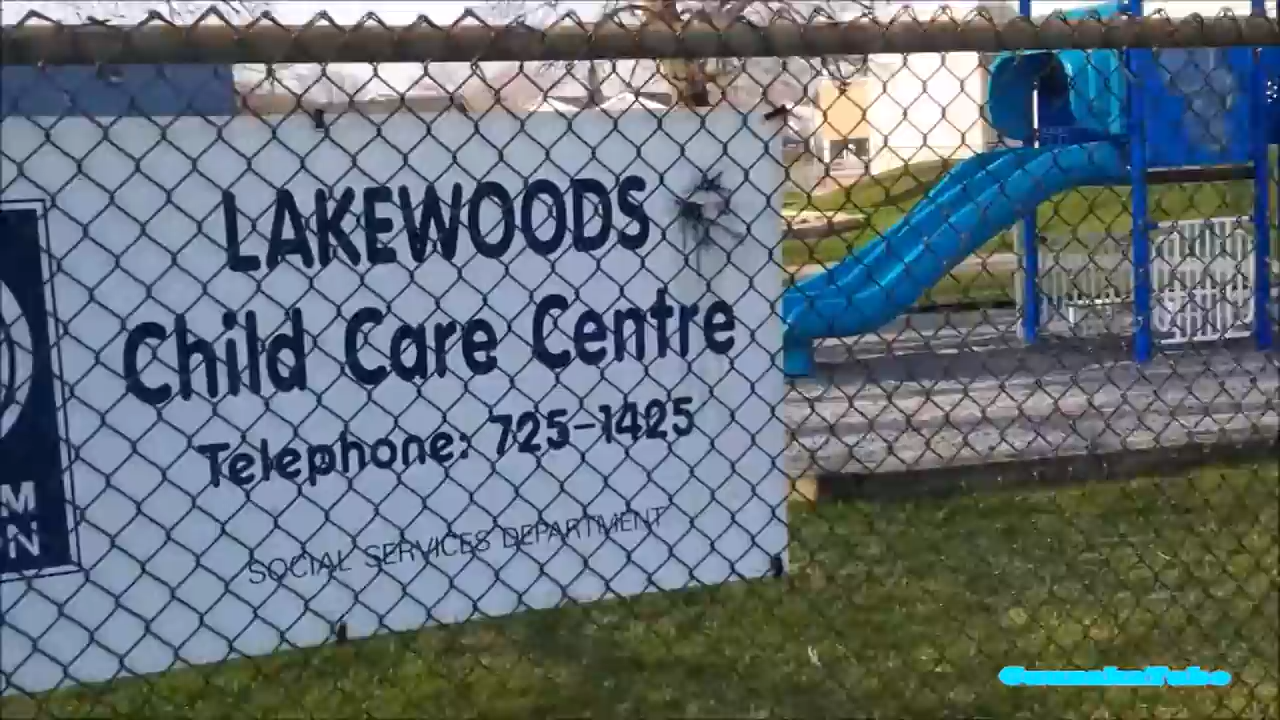 LAKEWOODS
Child Care Centre
Telephone: 725-1425
SOCIAL SERVICES DEPARTMENT